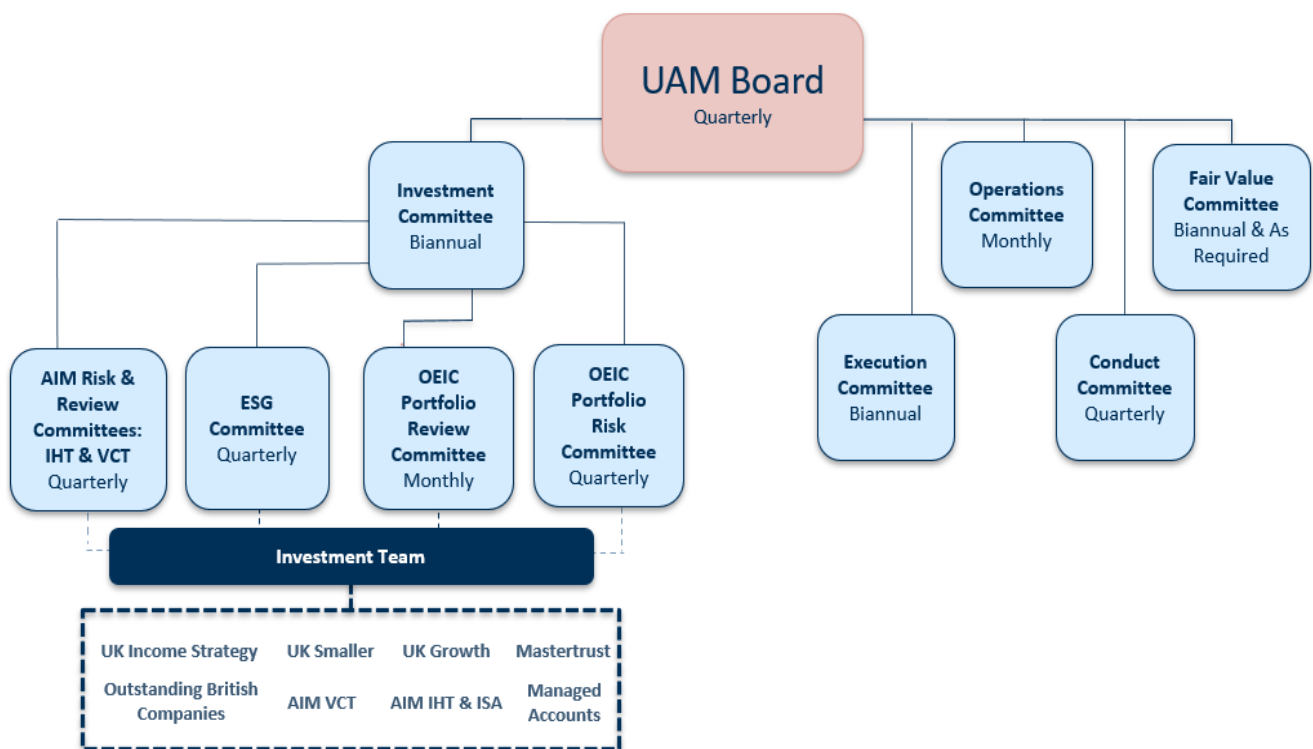 UAM Board
Quarterly
Investment
Committee
Biannual
Operations
Committee
Monthly
Fair Value
Committee
Biannual & As
Required
AIM Risk &
Review
Committees:
IHT & VCT
Quarterly
ESG
Committee
Quarterly
OEIC
Portfolio
Review
Committee
Monthly
OEIC
Portfolio
Risk
Committee
Quarterly
Execution
Committee
Biannual
Conduct
Committee
Quarterly
Investment Team
UK Income Strategy
UK Smaller
UK Growth
Mastertrust
Outstanding British
Companies
AIM VCT
AIM IHT & ISA
Managed
Accounts